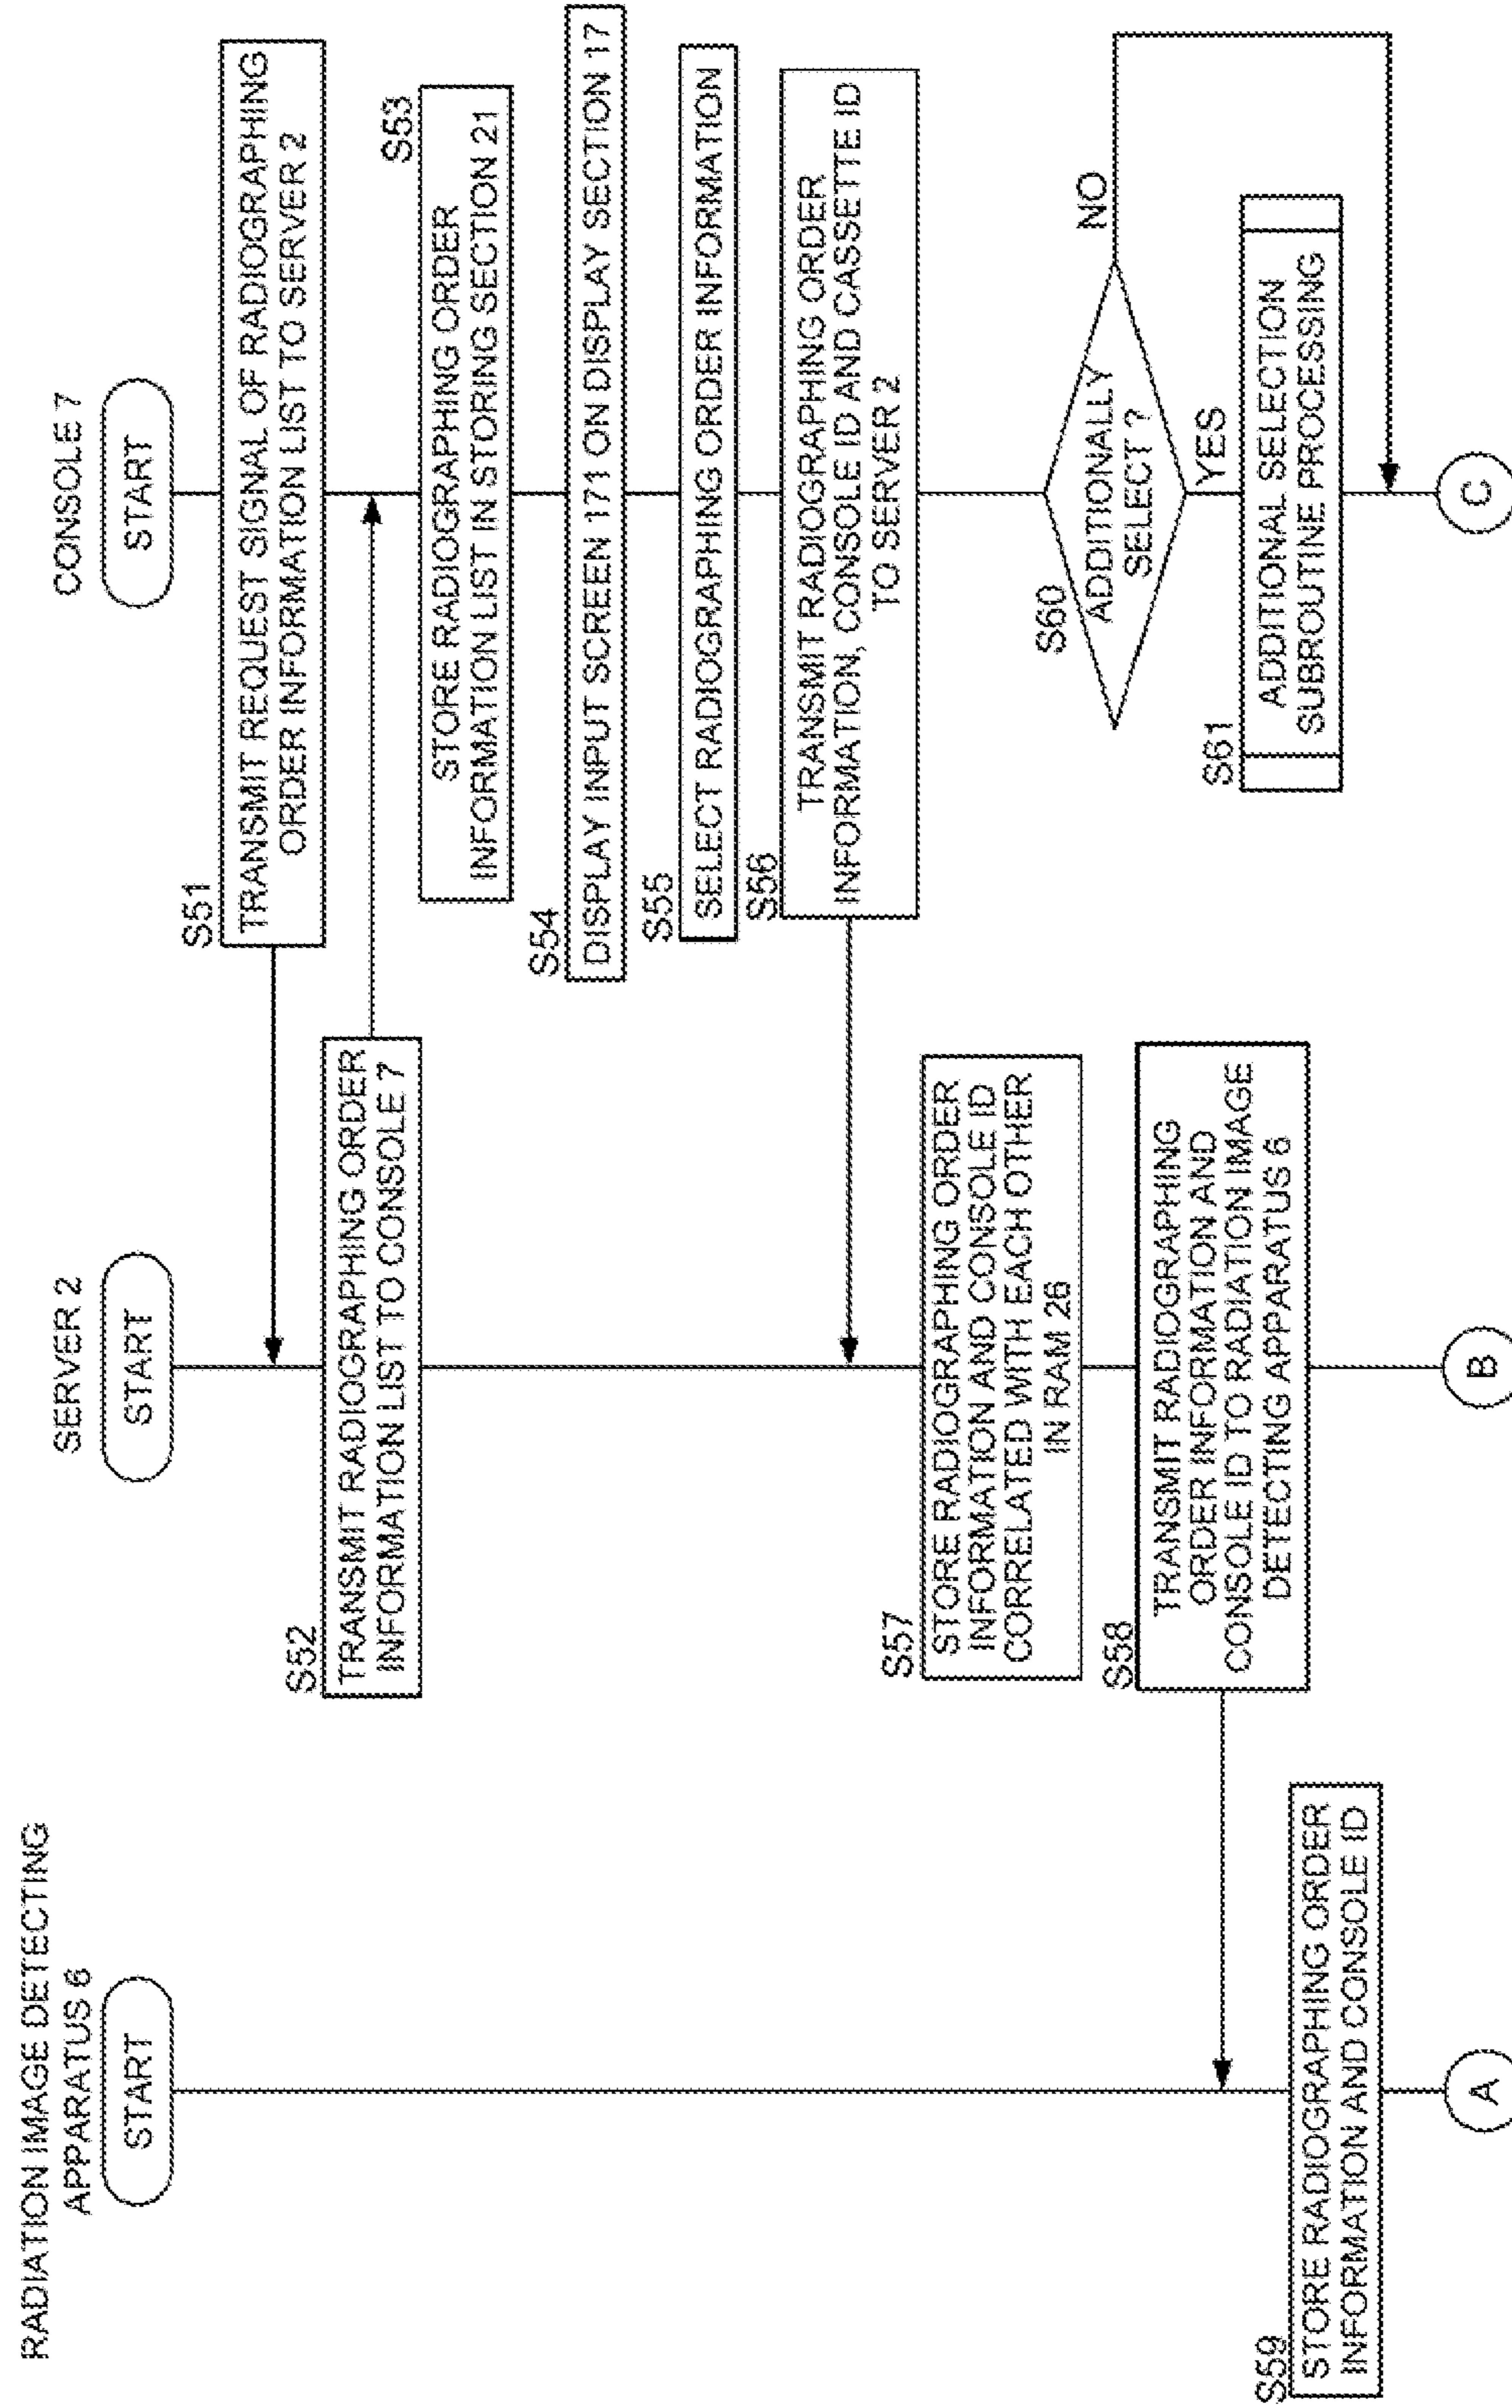 RADIATION IMAGE DETECTING
APPARATUS 6
START
S59
STORE RADIOGRAPHING ORDER
INFORMATION AND CONSOLE ID
A
SERVER 2
START
S52
TRANSMIT RADIOGRAPHING ORDER
INFORMATION LIST TO CONSOLE 7
S57
STORE RADIOGRAPHING ORDER
INFORMATION AND CONSOLE ID
CORRELATED WITH EACH OTHER
IN RAM 26
S58
TRANSMIT RADIOGRAPHING
ORDER INFORMATION AND
CONSOLE ID TO RADIATION IMAGE
DETECTING APPARATUS 6
B
CONSOLE 7
START
S51
TRANSMIT REQUEST SIGNAL OF RADIOGRAPHING
ORDER INFORMATION LIST TO SERVER 2
S53
STORE RADIOGRAPHING ORDER
INFORMATION LIST IN STORING SECTION 21
S54
DISPLAY INPUT SCREEN 171 ON DISPLAY SECTION 17
S55
SELECT RADIOGRAPHING ORDER INFORMATION
S56
TRANSMIT RADIOGRAPHING ORDER
INFORMATION, CONSOLE ID AND CASSETTE ID
TO SERVER 2
S60
ADDITIONALLY
SELECT ?
NO
YES
S61
ADDITIONAL SELECTION
SUBROUTINE PROCESSING
C